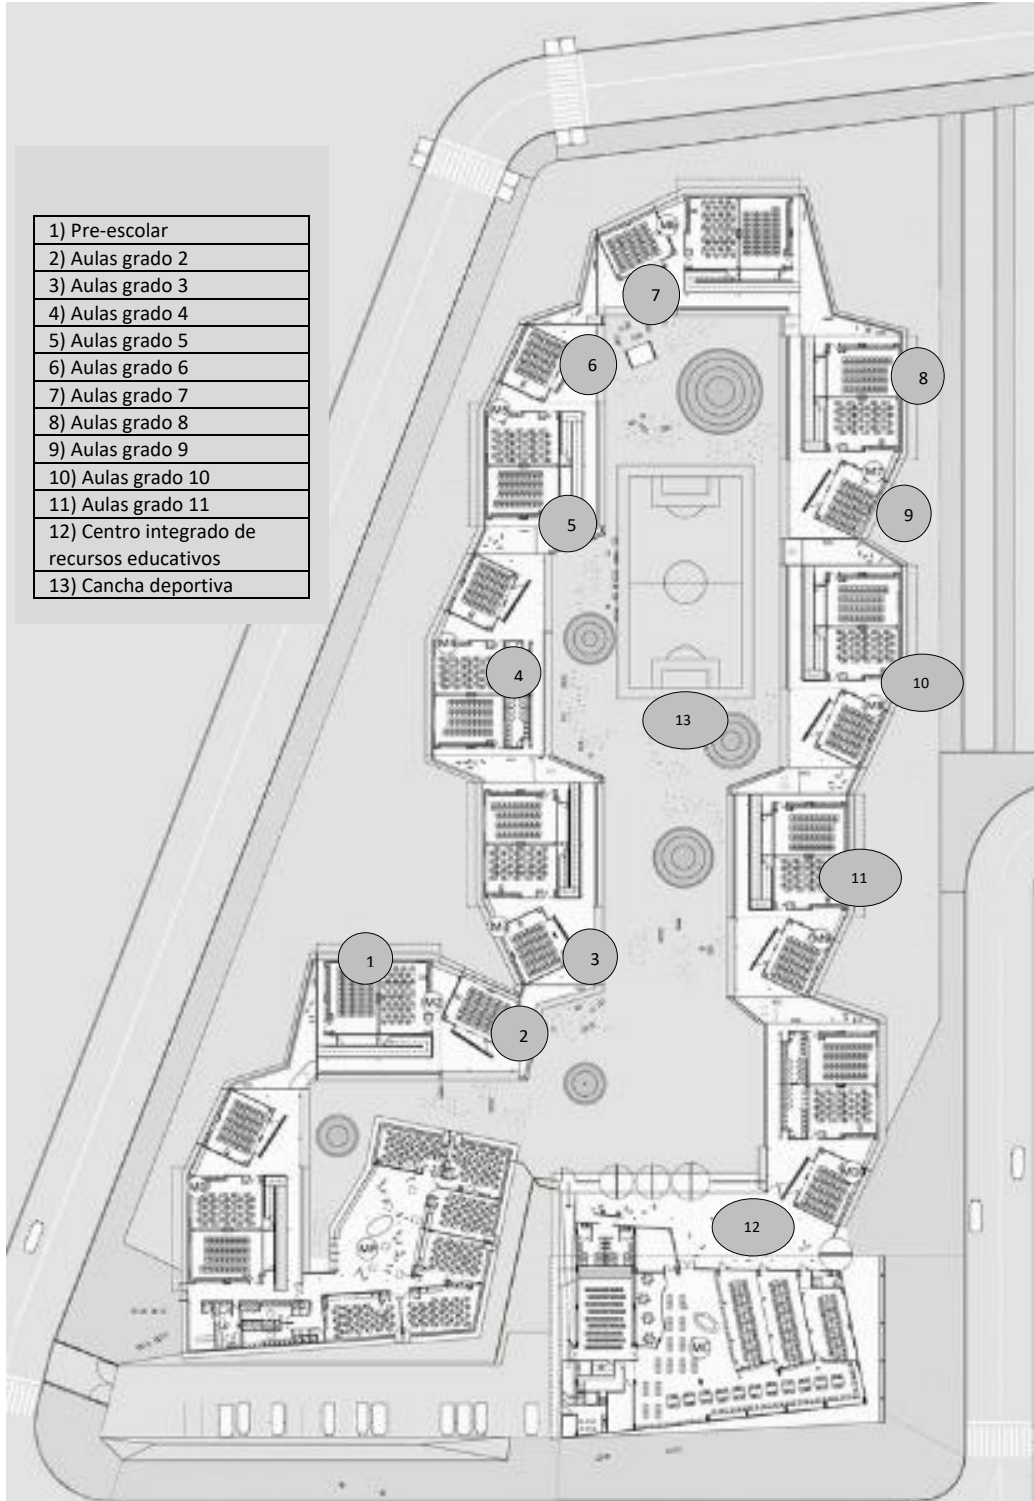 1) Pre-escolar
2) Aulas grado 2
3) Aulas grado 3
4) Aulas grado 4
5) Aulas grado 5
6) Aulas grado 6
7) Aulas grado 7
8) Aulas grado 8
9) Aulas grado 9
10) Aulas grado 10
11) Aulas grado 11
12) Centro integrado de
recursos educativos
13) Cancha deportiva
7
6
8
9
5
4
10
13
11
3
1
2
12